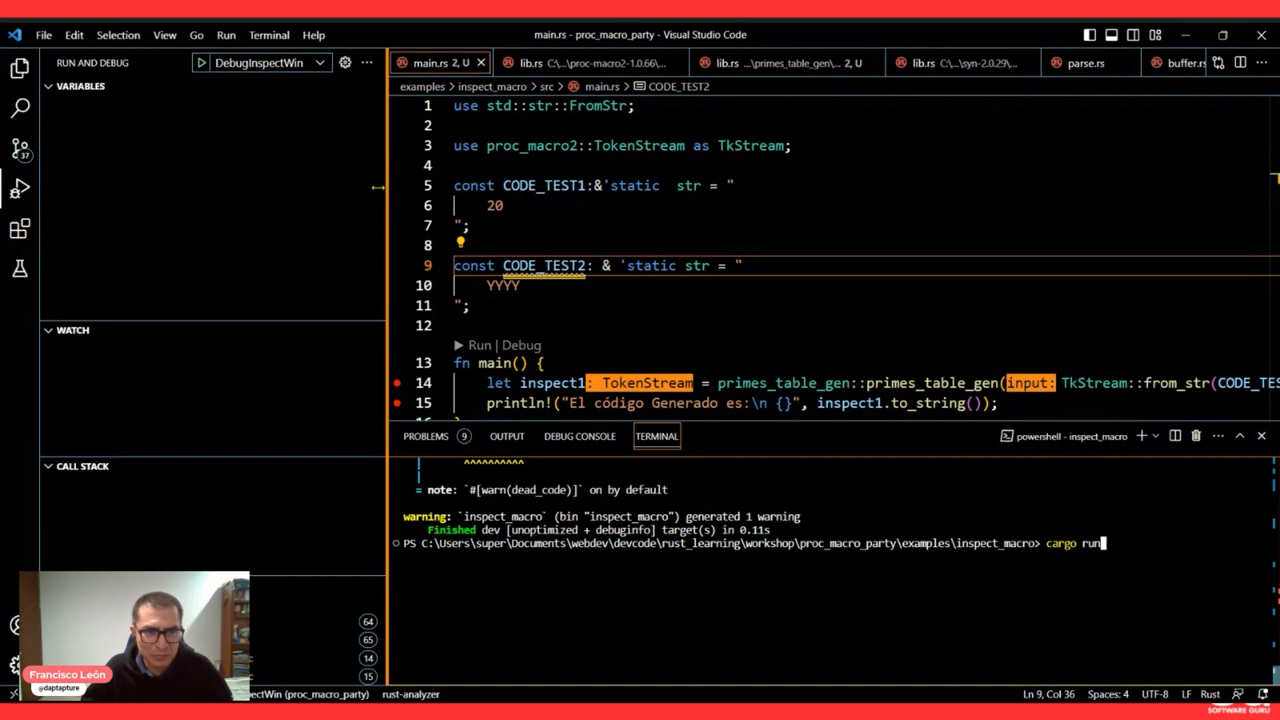 File Edit Selection View Go Run Terminal Help
main.rs - proc_macro_party - Visual Studio Code
RUN AND DEBUG
DebugInspectWin
main.rs 2, U
lib.rs C:\...\proc-macro2-1.0.66\...
lib.rs ...\primes_table_gen\... 2, U
lib.rs C:\...\syn-2.0.29\...
parse.rs
buffer.rs
VARIABLES
examples > inspect_macro > src > main.rs > CODE_TEST2
1 use std::str::FromStr;
2
3 use proc_macro2::TokenStream as TkStream;
4
5 const CODE_TEST1:&'static  str = "
6 20
7 ";
8
9 const CODE_TEST2: & 'static str = "
10 YYYY
11 ";
12
Run | Debug
13 fn main() {
14 let inspect1: TokenStream = primes_table_gen::primes_table_gen(input: TkStream::from_str(CODE_TES
15 println!("El código Generado es:\n {}", inspect1.to_string());
WATCH
CALL STACK
PROBLEMS 9 OUTPUT DEBUG CONSOLE TERMINAL
powershell - inspect_macro
|     ^^^^^^^^^^
|
= note: `#[warn(dead_code)]` on by default
warning: `inspect_macro` (bin "inspect_macro") generated 1 warning
Finished dev [unoptimized + debuginfo] target(s) in 0.11s
PS C:\Users\super\Documents\webdev\devcode\rust_learning\workshop\proc_macro_party\examples\inspect_macro> cargo run
37
64
65
14
15
Francisco León
@daptapture
ectWin (proc_macro_party)
rust-analyzer
Ln 9, Col 36 Spaces: 4 UTF-8 LF Rust
SOFTWARE GURU